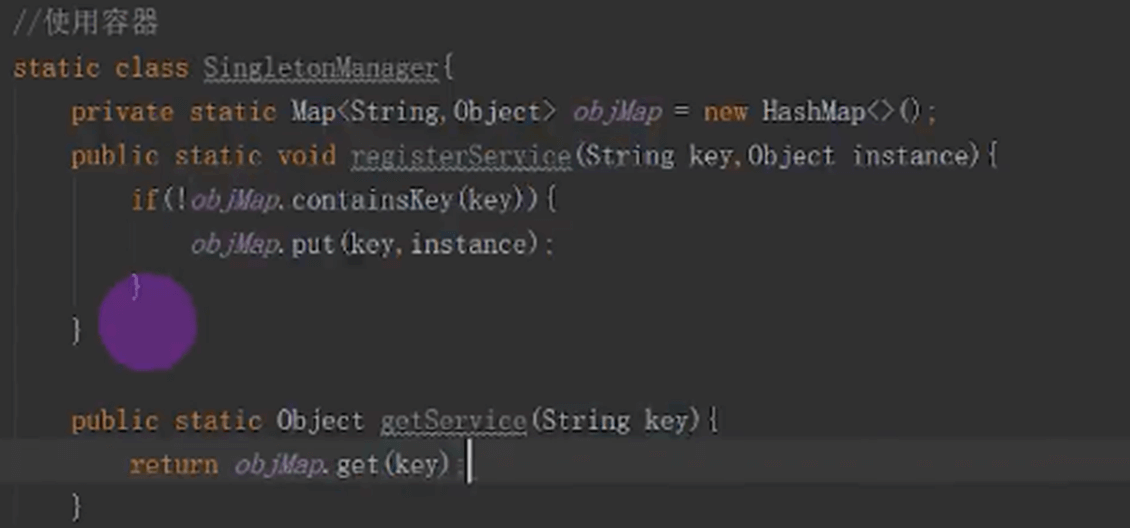 //使用容器
static class SingletonManager{
private static Map<String,Object> objMap = new HashMap<>();
public static void registerService(String key,Object instance){
if(!objMap.containsKey(key)){
objMap.put(key,instance);
}
}
public static Object getService(String key){
return objMap.get(key);
}